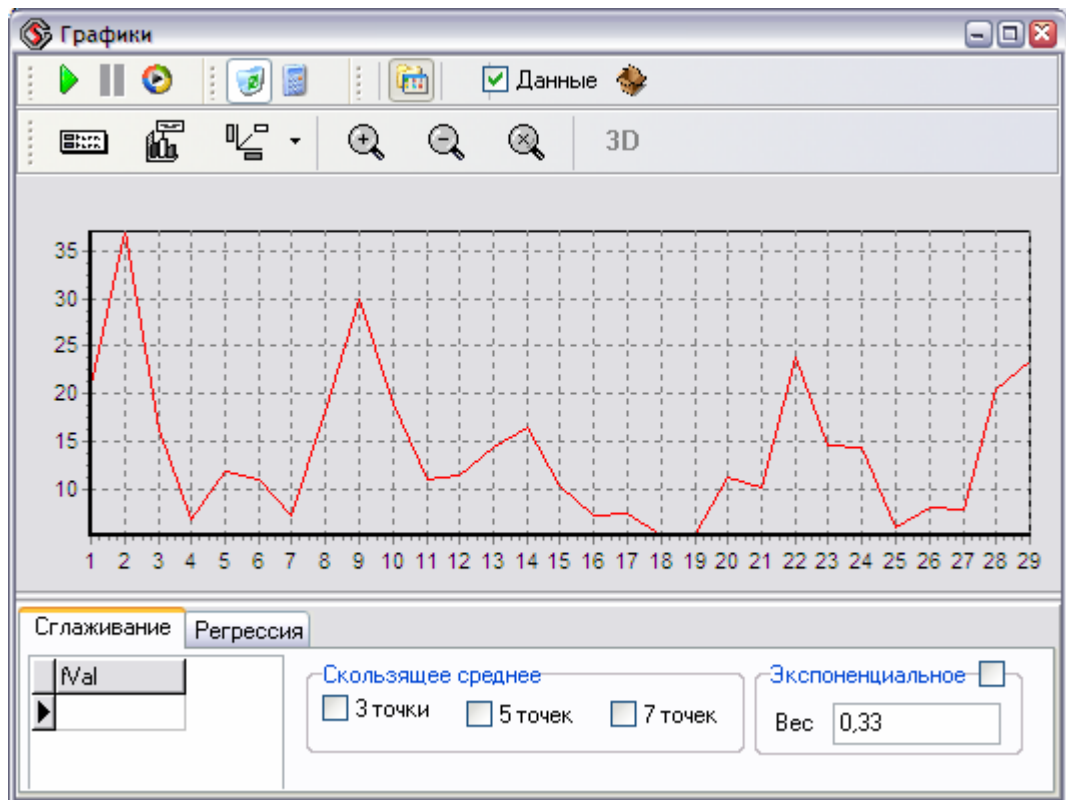 Графики
Данные
3D
35
30
25
20
15
10
1 2 3 4 5 6 7 8 9 10 11 12 13 14 15 16 17 18 19 20 21 22 23 24 25 26 27 28 29
Сглаживание Регрессия
fVal
Скользящее среднее
3 точки 5 точек 7 точек
Экспоненциальное
Вес 0,33